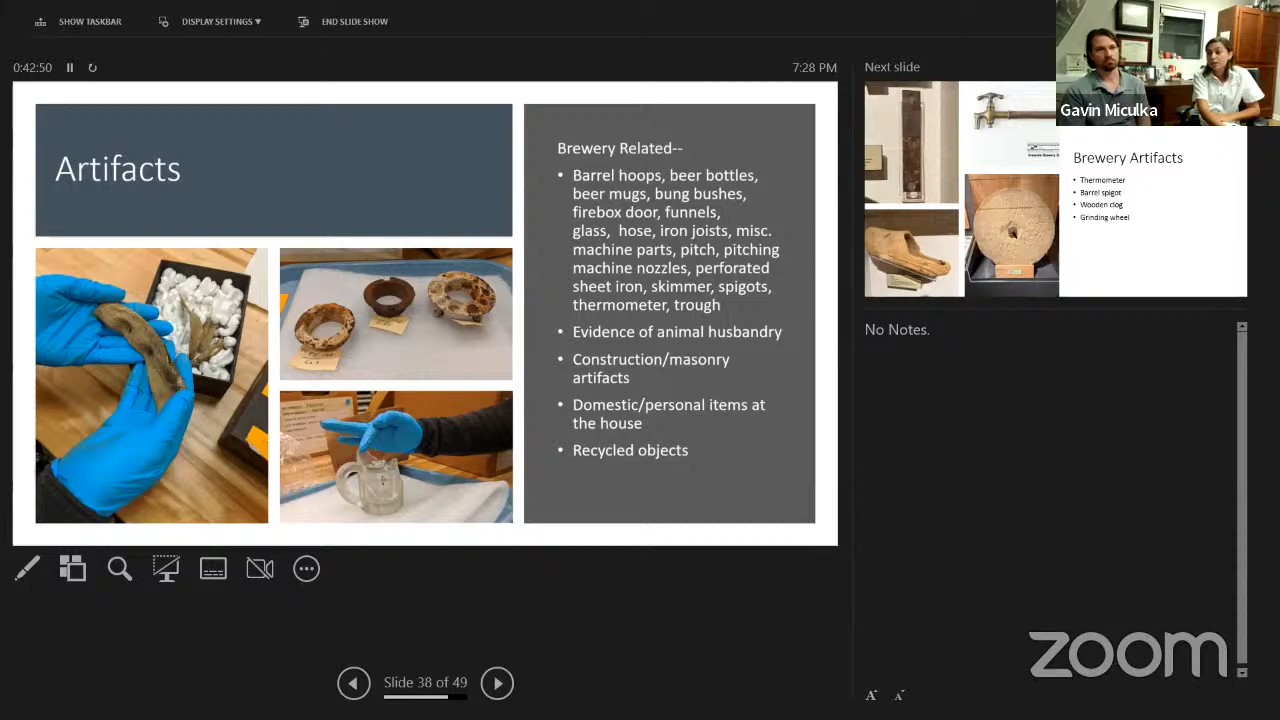 SHOW TASKBAR
DISPLAY SETTINGS
END SLIDE SHOW
0:42:50
7:28 PM
Next slide
Gavin Miculka
Artifacts
Brewery Related--
• Barrel hoops, beer bottles,
beer mugs, bung bushes,
firebox door, funnels,
glass, hose, iron joists, misc.
machine parts, pitch, pitching
machine nozzles, perforated
sheet iron, skimmer, spigots,
thermometer, trough
• Evidence of animal husbandry
• Construction/masonry
artifacts
• Domestic/personal items at
the house
• Recycled objects
Brewery Artifacts
• Thermometer
• Barrel spigot
• Wooden clog
• Grinding wheel
No Notes.
Slide 38 of 49
A A
zoom